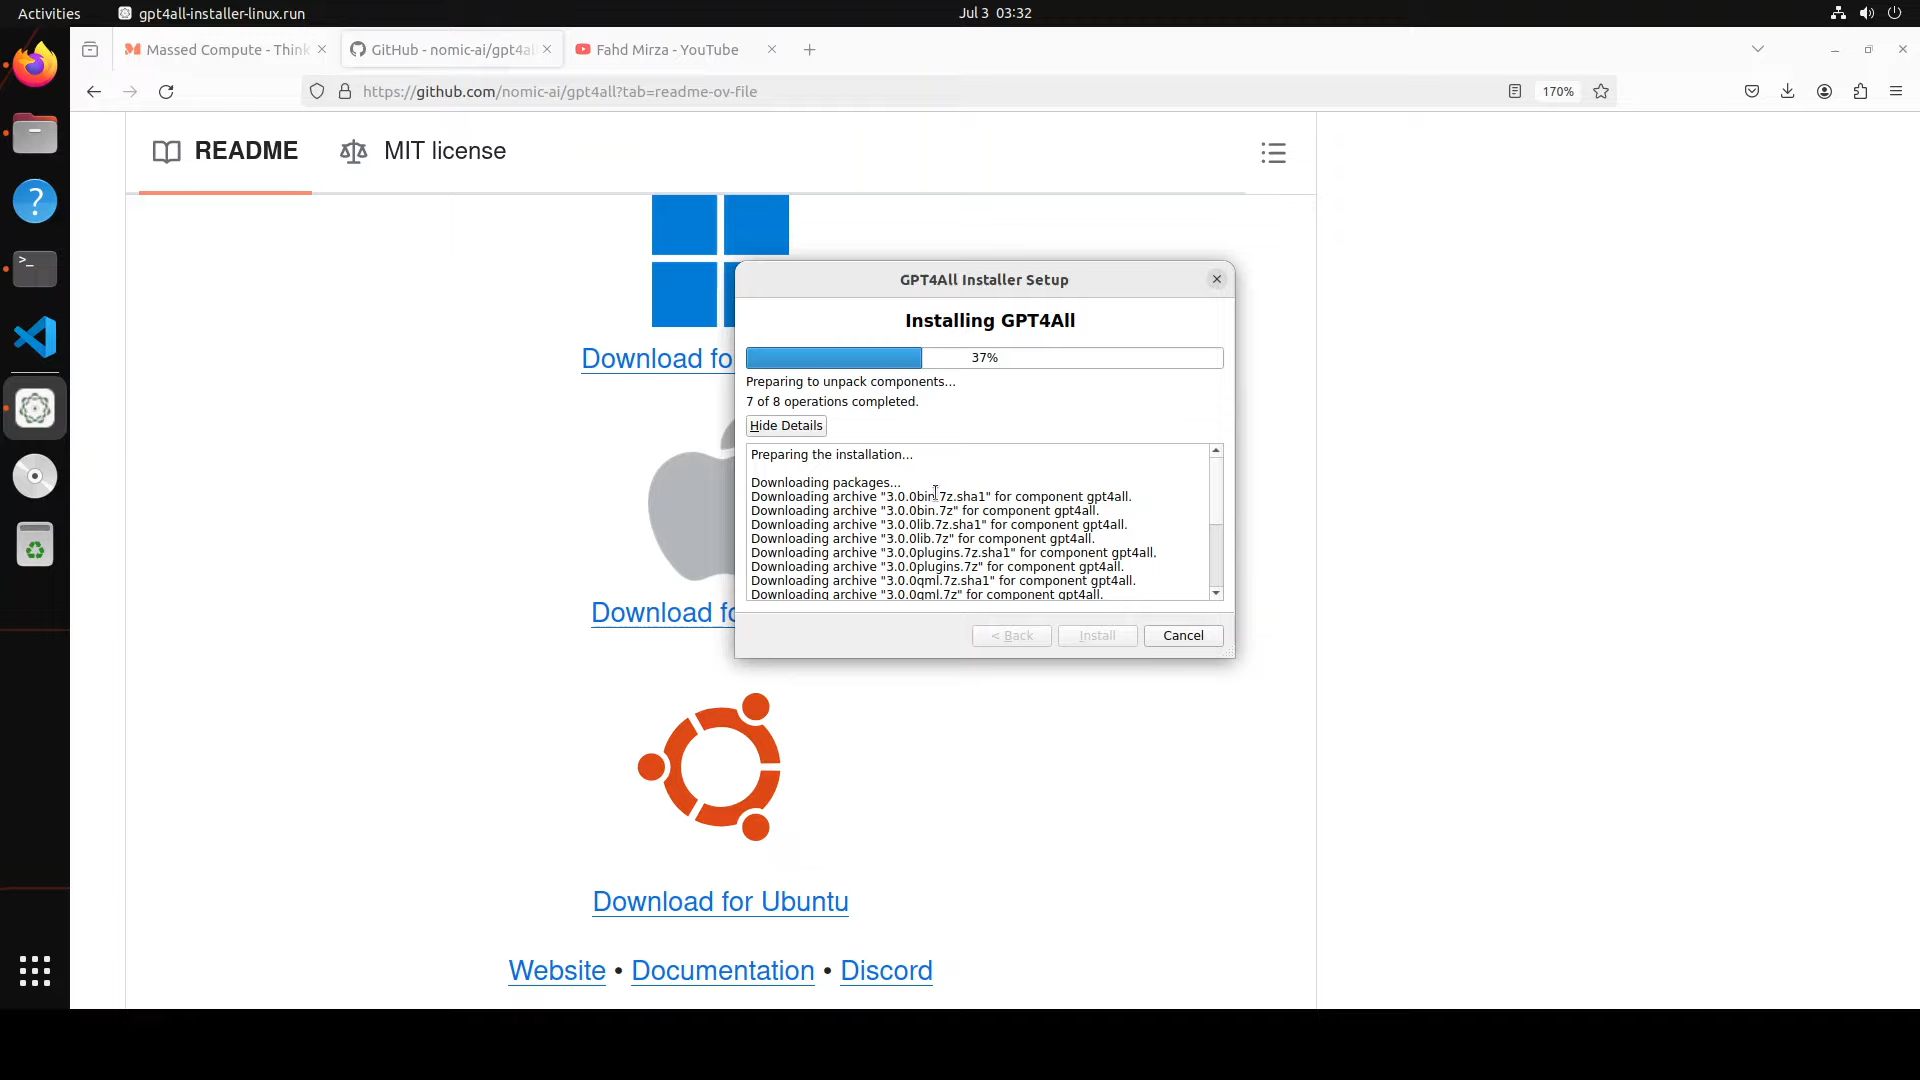 Activities
gpt4all-installer-linux.run
Jul 3 03:32
Massed Compute - Think
GitHub - nomic-ai/gpt4al
Fahd Mirza - YouTube
https://github.com/nomic-ai/gpt4all?tab=readme-ov-file
170%
README
MIT license
Download fo
GPT4All Installer Setup
Installing GPT4All
37%
Preparing to unpack components...
7 of 8 operations completed.
Hide Details
Preparing the installation...
Downloading packages...
Downloading archive "3.0.0bin.7z.sha1" for component gpt4all.
Downloading archive "3.0.0bin.7z" for component gpt4all.
Downloading archive "3.0.0lib.7z.sha1" for component gpt4all.
Downloading archive "3.0.0lib.7z" for component gpt4all.
Downloading archive "3.0.0plugins.7z.sha1" for component gpt4all.
Downloading archive "3.0.0plugins.7z" for component gpt4all.
Downloading archive "3.0.0qml.7z.sha1" for component gpt4all.
Downloading archive "3.0.0qml.7z" for component gpt4all.
< Back
Install
Cancel
Download fo
Download for Ubuntu
Website • Documentation • Discord